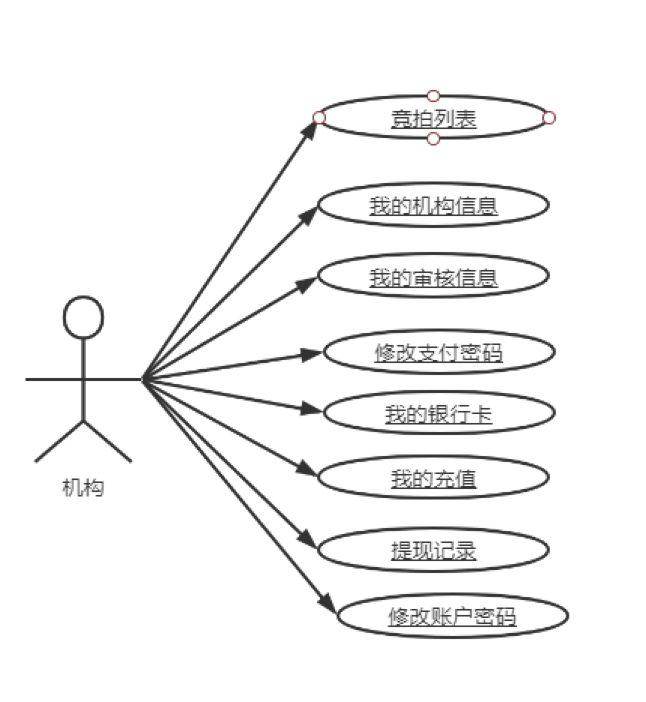 竟拍列表
我的机构信息
我的审核信息
修改支付密码
我的银行卡
我的充值
提现记录
修改账户密码
机构